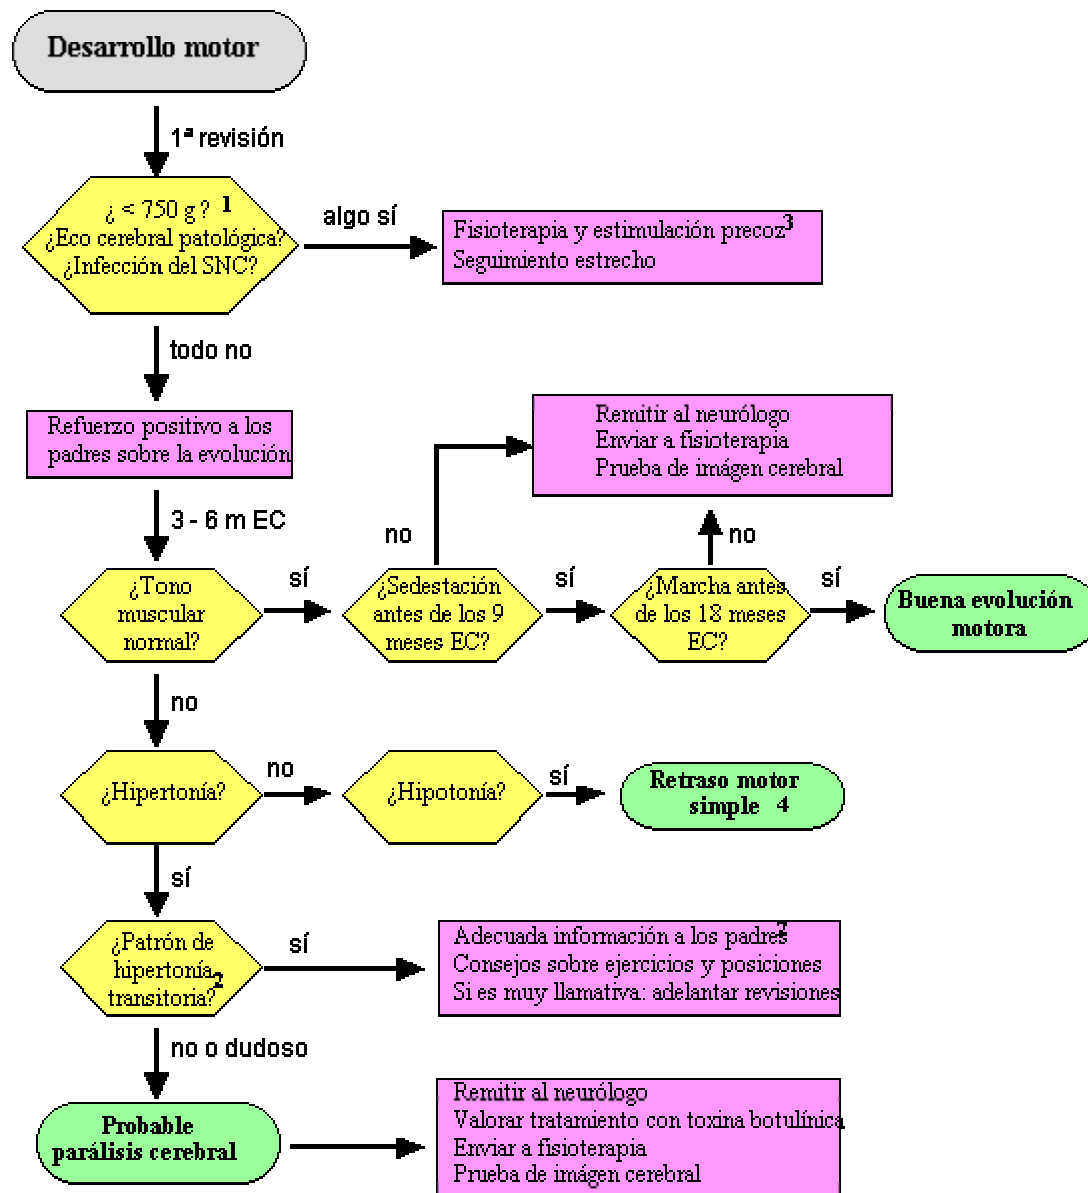 Desarrollo motor
1ª revisión
¿ < 750 g ? 1
¿Eco cerebral patológica?
¿Infección del SNC?
algo sí
Fisioterapia y estimulación precoz 3
Seguimiento estrecho
todo no
Refuerzo positivo a los
padres sobre la evolución
Remitir al neurólogo
Enviar a fisioterapia
Prueba de imágen cerebral
3 - 6 m EC
no
no
¿Tono
muscular
normal?
sí
¿Sedestación
antes de los 9
meses EC?
sí
¿Marcha antes
de los 18 meses
EC?
sí
Buena evolución
motora
no
¿Hipertonía?
no
¿Hipotonía?
sí
Retraso motor
simple 4
sí
¿Patrón de
hipertonía
transitoria? 2
sí
Adecuada información a los padres
Consejos sobre ejercicios y posiciones
Si es muy llamativa: adelantar revisiones
no o dudoso
Probable
parálisis cerebral
Remitir al neurólogo
Valorar tratamiento con toxina botulínica
Enviar a fisioterapia
Prueba de imágen cerebral